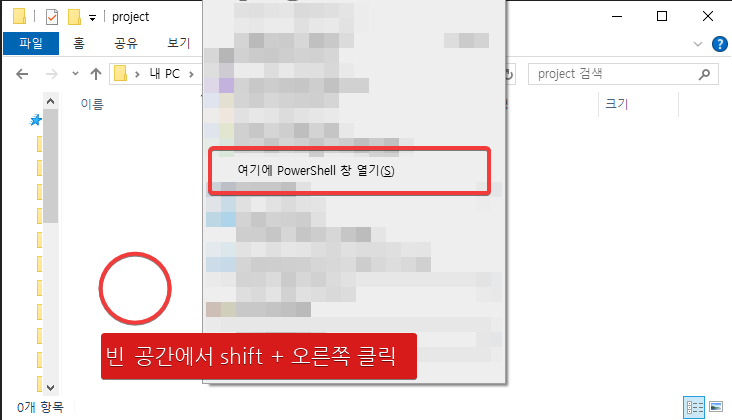 project
파일 홈 공유 보기
내 PC
project 검색
이름
크기
여기에 PowerShell 창 열기(S)
빈 공간에서 shift + 오른쪽 클릭
0개 항목